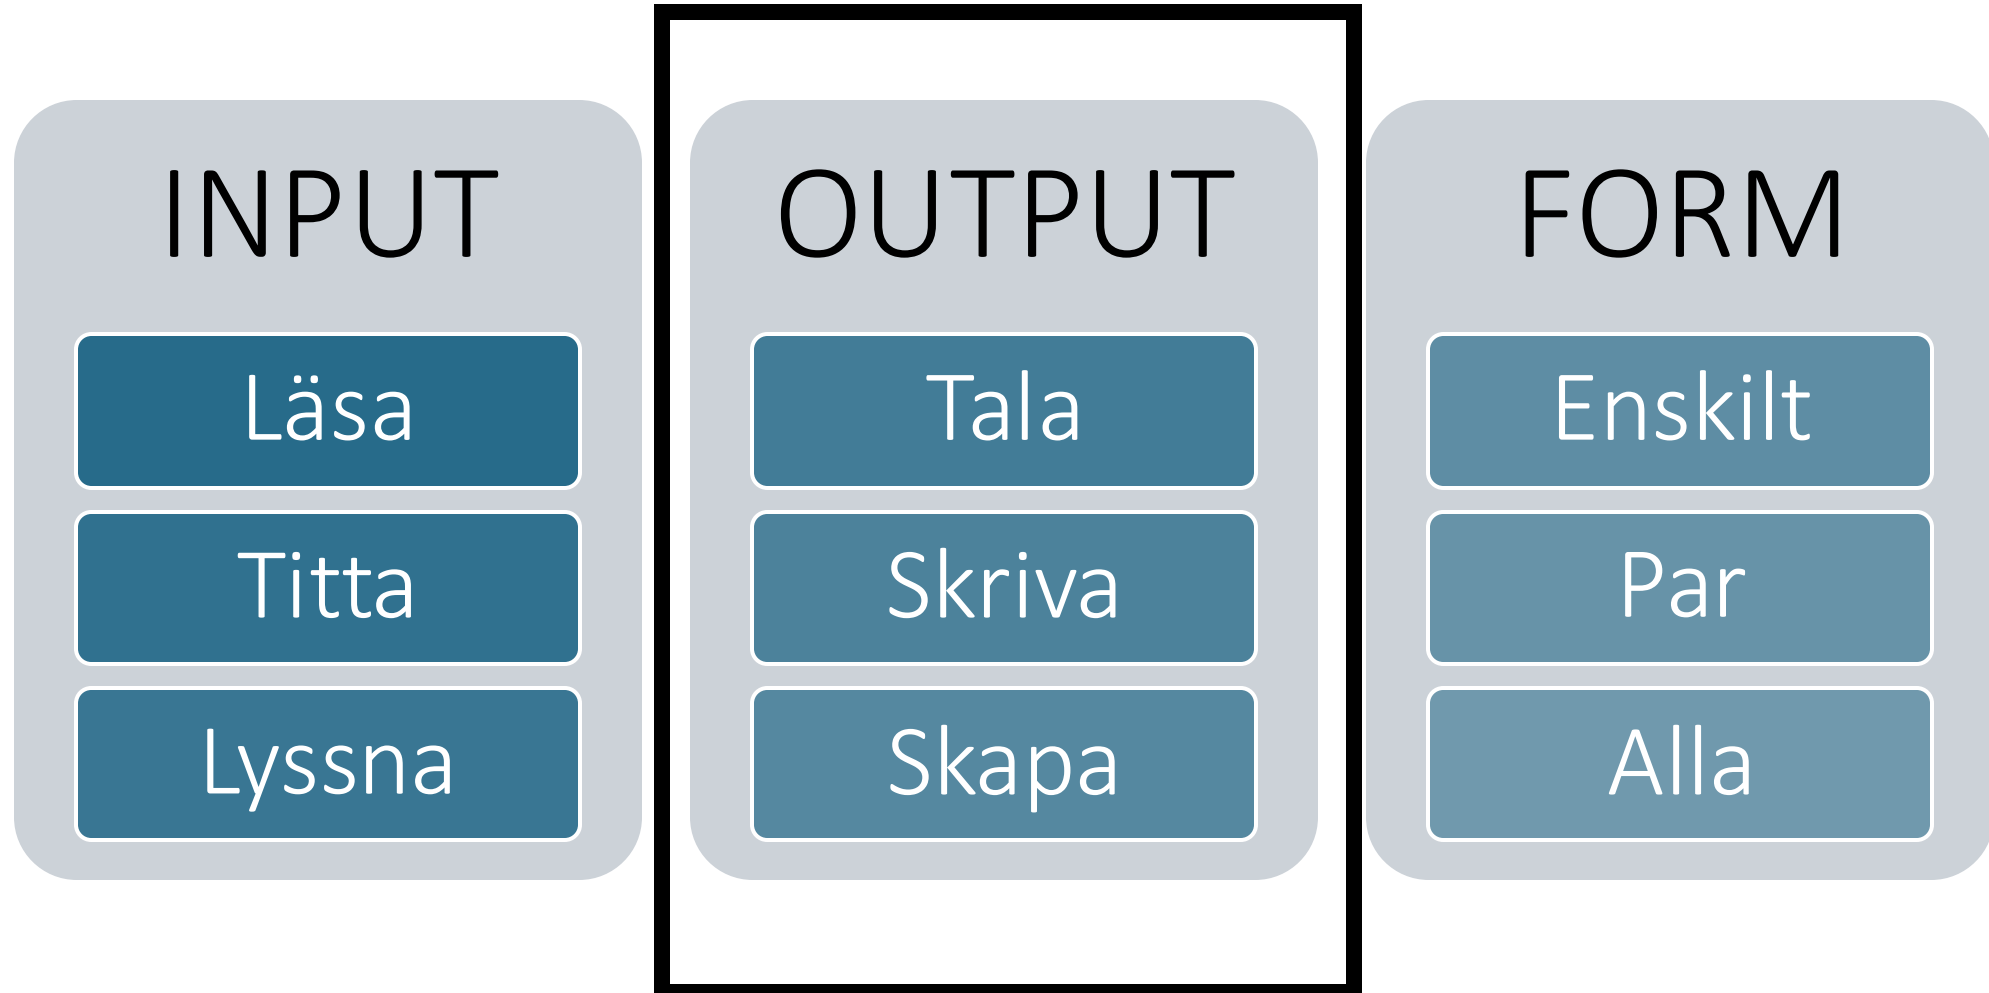 INPUT
Läsa
Titta
Lyssna
OUTPUT
Tala
Skriva
Skapa
FORM
Enskilt
Par
Alla